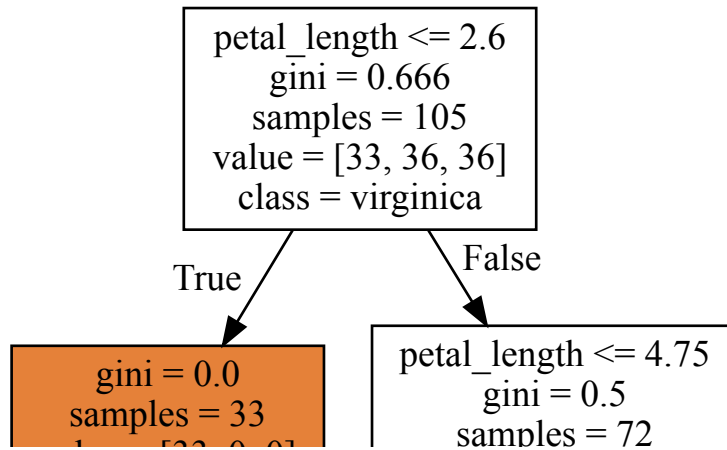 petal_length <= 2.6
gini = 0.666
samples = 105
value = [33, 36, 36]
class = virginica
True
False
gini = 0.0
samples = 33
petal_length <= 4.75
gini = 0.5
samples = 72